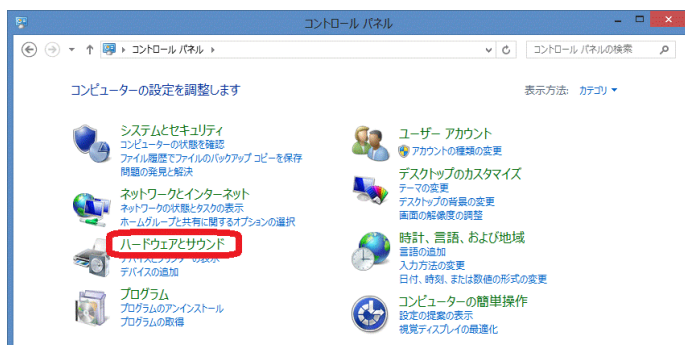 コントロール パネル
コントロール パネル
コントロール パネルの検索
コンピューターの設定を調整します
表示方法: カテゴリ
システムとセキュリティ
コンピューターの状態を確認
ファイル履歴でファイルのバックアップ コピーを保存
問題の発見と解決
ネットワークとインターネット
ネットワークの状態とタスクの表示
ホームグループと共有に関するオプションの選択
ハードウェアとサウンド
デバイスとプリンターの表示
デバイスの追加
プログラム
プログラムのアンインストール
プログラムの取得
ユーザー アカウント
アカウントの種類の変更
デスクトップのカスタマイズ
テーマの変更
デスクトップの背景の変更
画面の解像度の調整
時計、言語、および地域
言語の追加
入力方法の変更
日付、時刻、または数値の形式の変更
コンピューターの簡単操作
設定の提案の表示
視覚ディスプレイの最適化